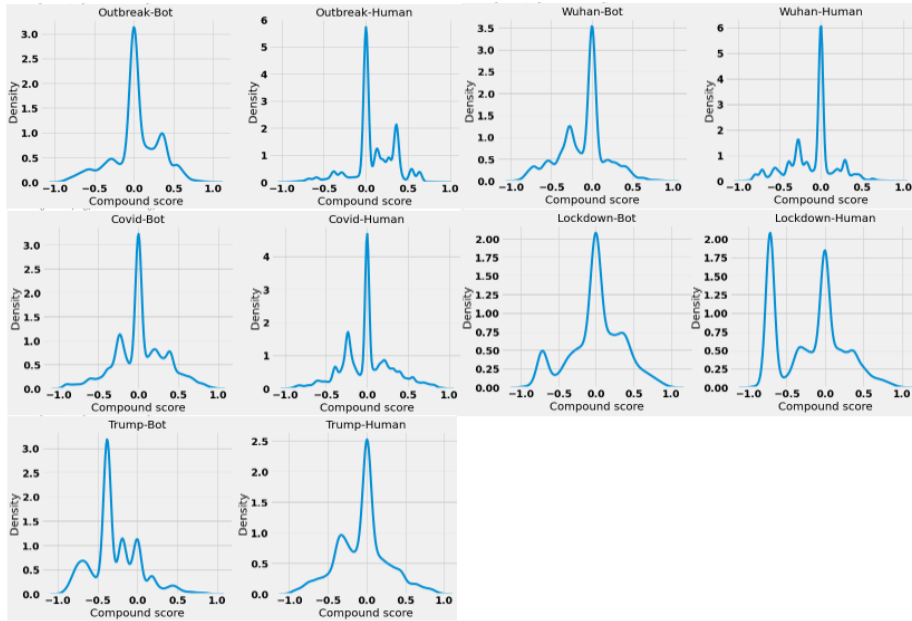 Outbreak-Bot
Density
3.0
2.5
2.0
1.5
1.0
0.5
0.0
−1.0 −0.5 0.0 0.5 1.0
Compound score
Outbreak-Human
Density
6
5
4
3
2
1
0
−1.0 −0.5 0.0 0.5 1.0
Compound score
Wuhan-Bot
Density
3.5
3.0
2.5
2.0
1.5
1.0
0.5
0.0
−1.0 −0.5 0.0 0.5 1.0
Compound score
Wuhan-Human
Density
6
5
4
3
2
1
0
−1.0 −0.5 0.0 0.5 1.0
Compound score
Covid-Bot
Density
3.0
2.5
2.0
1.5
1.0
0.5
0.0
−1.0 −0.5 0.0 0.5 1.0
Compound score
Covid-Human
Density
4
3
2
1
0
−1.0 −0.5 0.0 0.5 1.0
Compound score
Lockdown-Bot
Density
2.00
1.75
1.50
1.25
1.00
0.75
0.50
0.25
0.00
−1.0 −0.5 0.0 0.5 1.0
Compound score
Lockdown-Human
Density
2.00
1.75
1.50
1.25
1.00
0.75
0.50
0.25
0.00
−1.0 −0.5 0.0 0.5 1.0
Compound score
Trump-Bot
Density
3.0
2.5
2.0
1.5
1.0
0.5
0.0
−1.0 −0.5 0.0 0.5 1.0
Compound score
Trump-Human
Density
2.5
2.0
1.5
1.0
0.5
0.0
−1.0 −0.5 0.0 0.5 1.0
Compound score